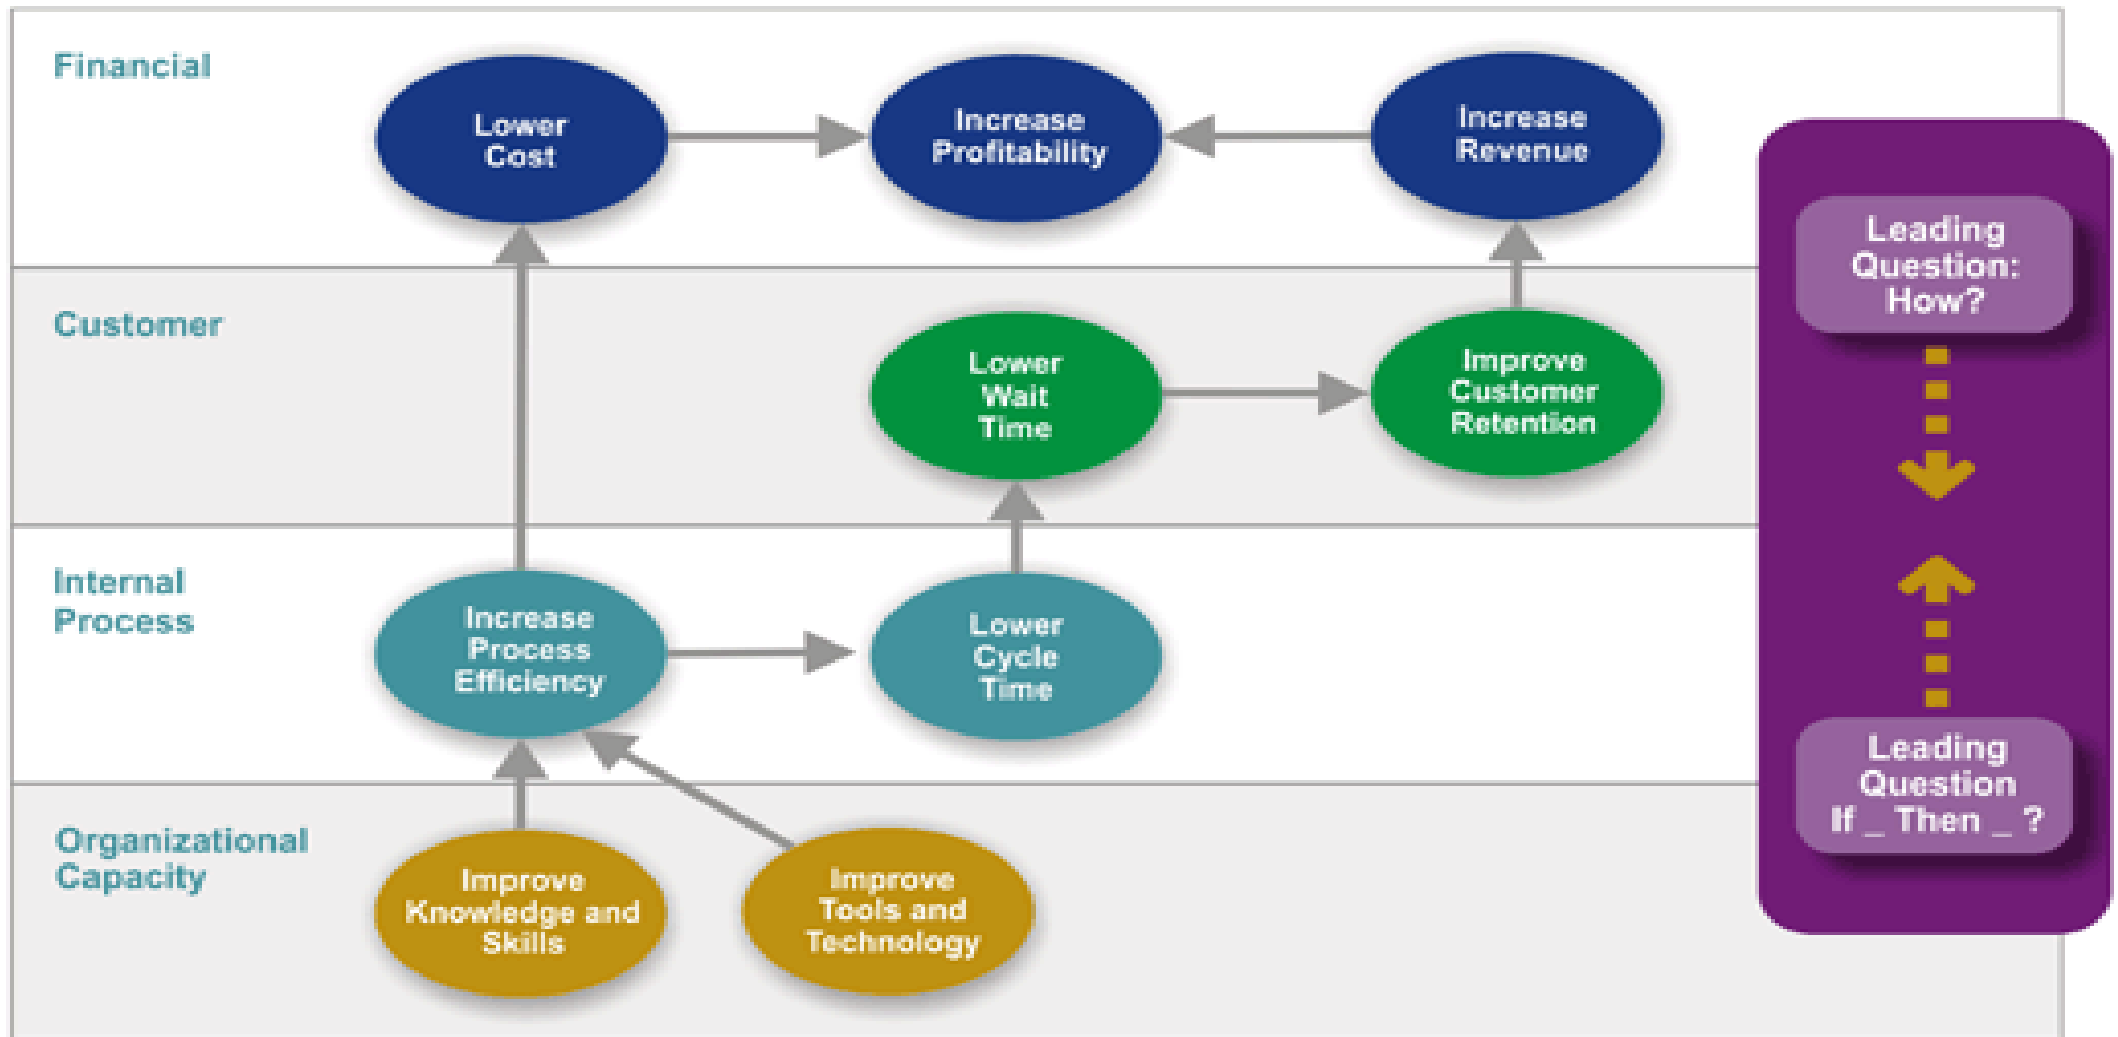 Financial
Lower
Cost
Increase
Profitability
Increase
Revenue
Leading
Question:
How?
Customer
Lower
Wait
Time
Improve
Customer
Retention
Internal
Process
Increase
Process
Efficiency
Lower
Cycle
Time
Leading
Question
If _ Then _ ?
Organizational
Capacity
Improve
Knowledge and
Skills
Improve
Tools and
Technology